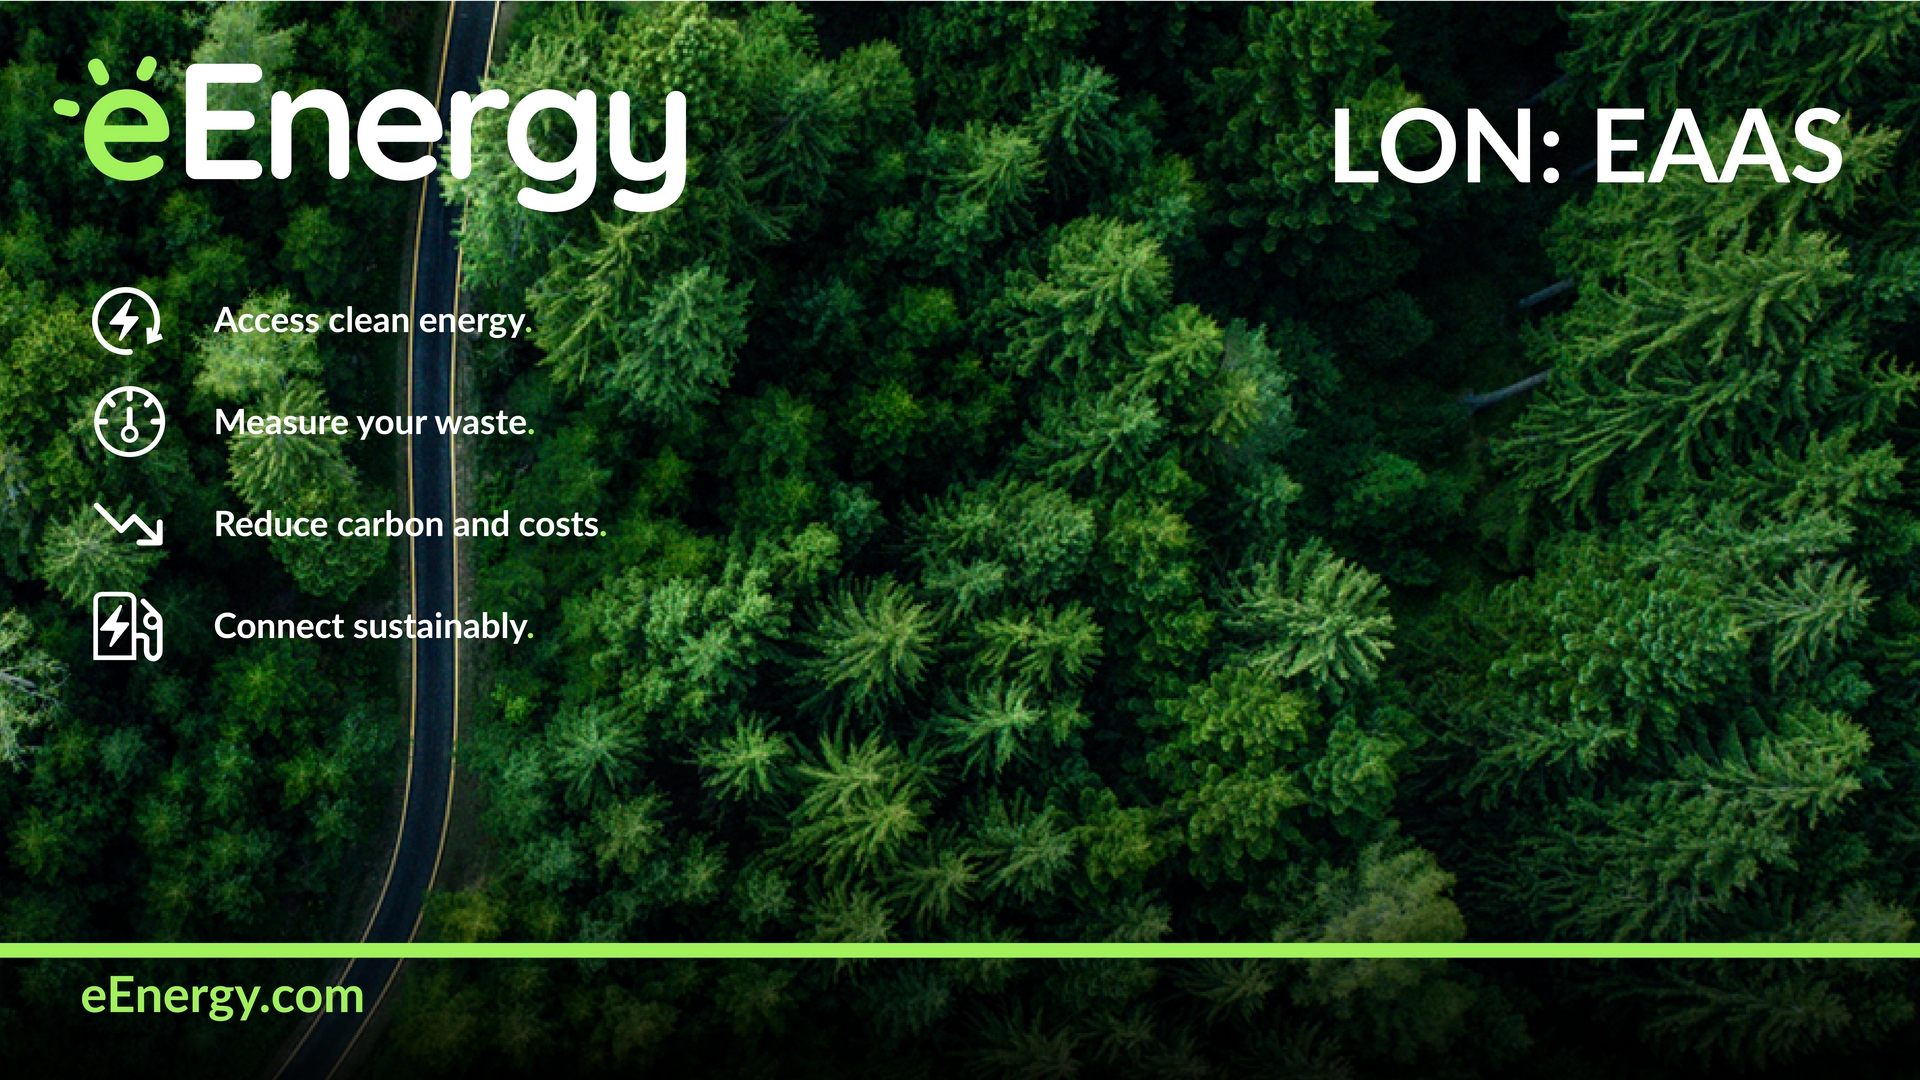 eEnergy
LON: EAAS
Access clean energy.
Measure your waste.
Reduce carbon and costs.
Connect sustainably.
eEnergy.com